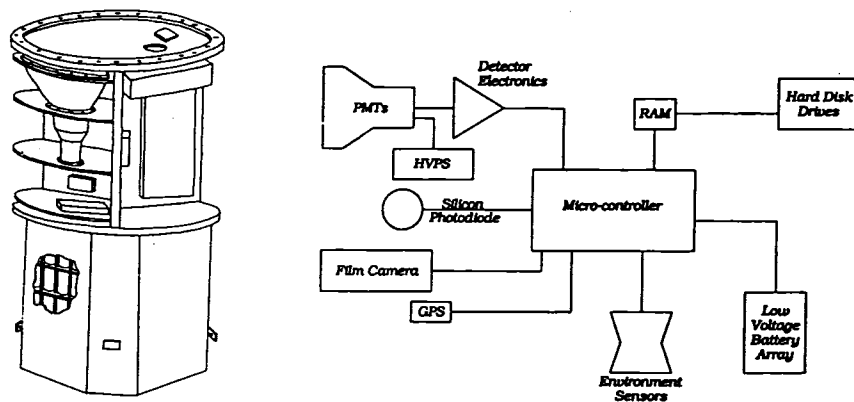 Detector
Electronics
PMTs
HVPS
RAM
Hard Disk
Drives
Silicon
Photodiode
Micro-controller
Film Camera
GPS
Environment
Sensors
Low
Voltage
Battery
Array